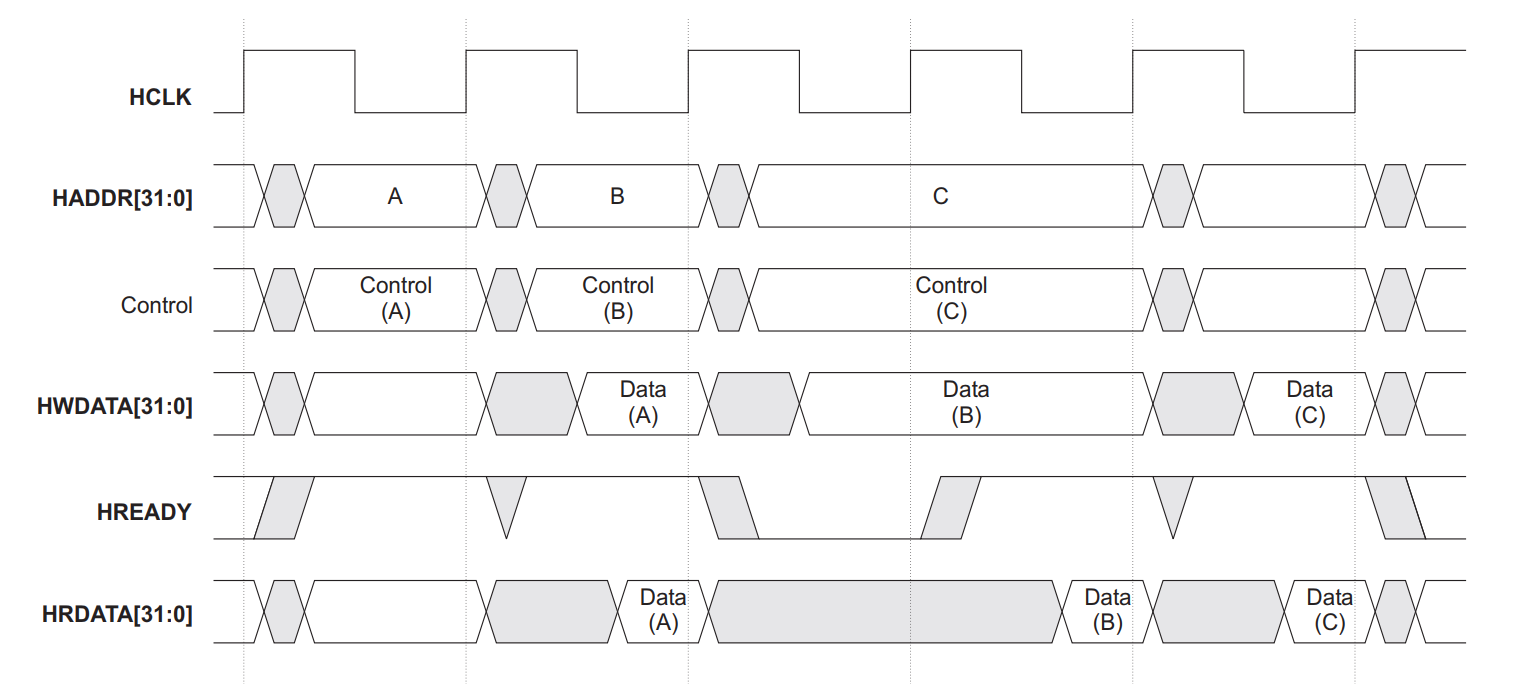 HCLK
HADDR[31:0]
A
B
C
Control
Control
(A)
Control
(B)
Control
(C)
HWDATA[31:0]
Data
(A)
Data
(B)
Data
(C)
HREADY
HRDATA[31:0]
Data
(A)
Data
(B)
Data
(C)